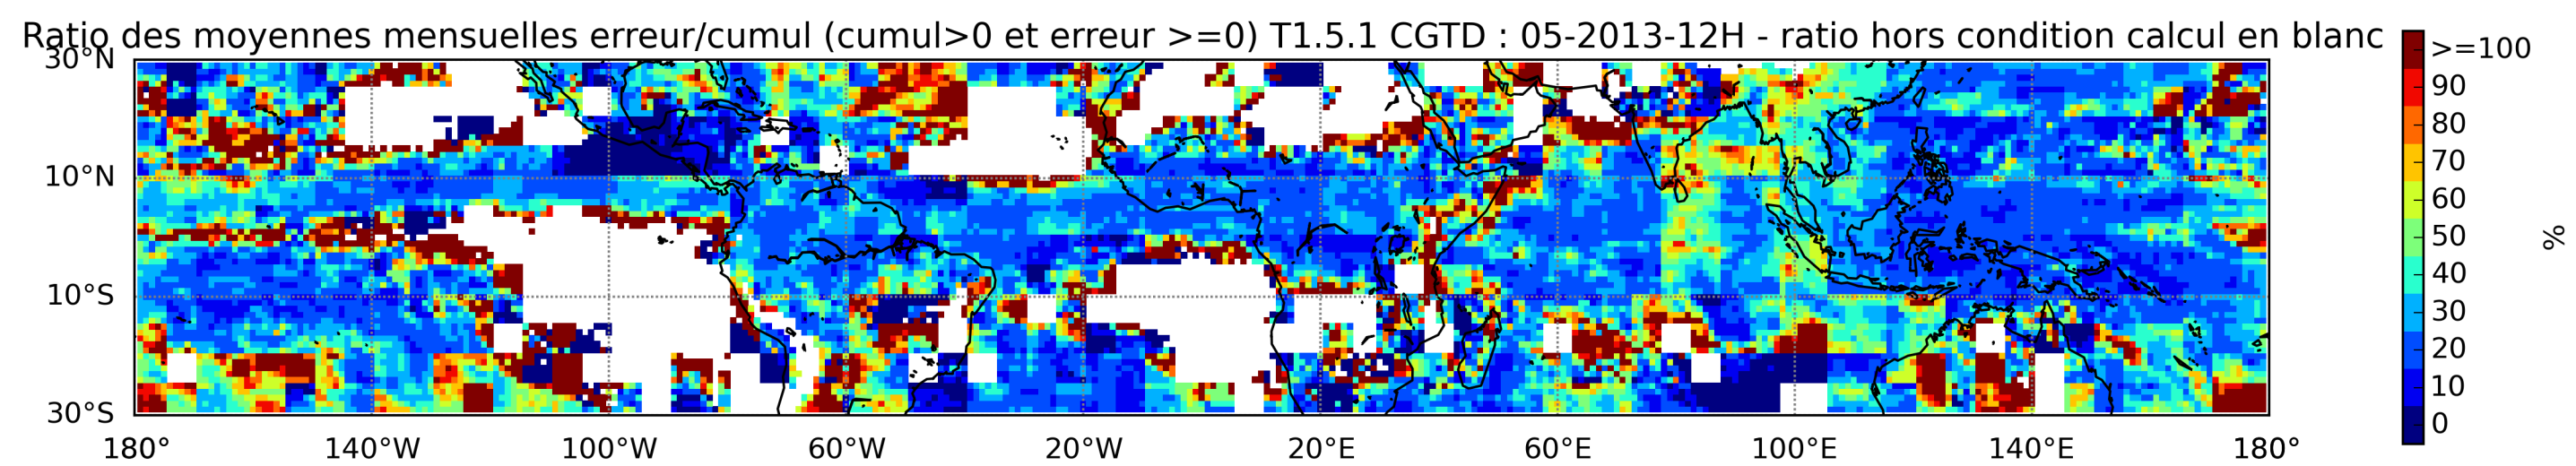 Ratio des moyennes mensuelles erreur/cumul (cumul>0 et erreur >=0) T1.5.1 CGTD : 05-2013-12H - ratio hors condition calcul en blanc
30°N
10°N
10°S
30°S
180° 140°W 100°W 60°W 20°W 20°E 60°E 100°E 140°E 180°
>=100
90
80
70
60
50
40
30
20
10
0
%